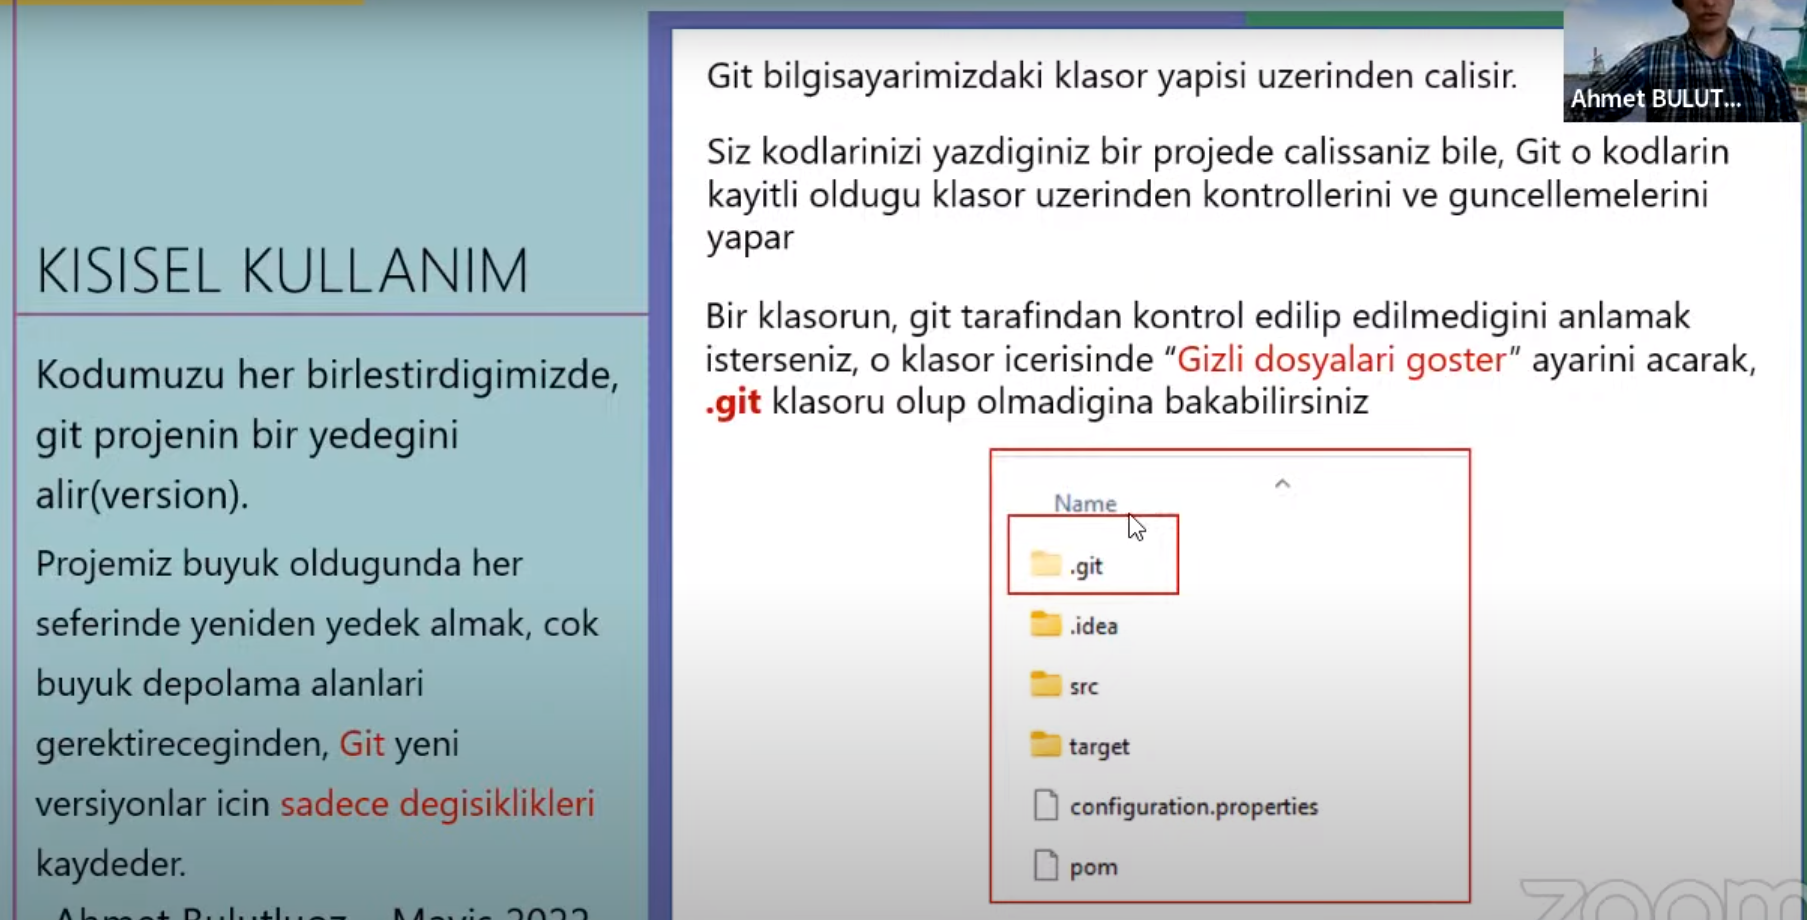 KISISEL KULLANIM
Kodumuzu her birlestirdigimizde,
git projenin bir yedegini
alir(version).
Projemiz buyuk oldugunda her
seferinde yeniden yedek almak, cok
buyuk depolama alanlari
gerektireceginden, Git yeni
versiyonlar icin sadece degisiklikleri
kaydeder.
Ahmet Bulutluoz Mayis 2022
Git bilgisayarimizdaki klasor yapisi uzerinden calisir.
Siz kodlarinizi yazdiginiz bir projede calissaniz bile, Git o kodlarin
kayitli oldugu klasor uzerinden kontrollerini ve guncellemelerini
yapar
Bir klasorun, git tarafindan kontrol edilip edilmedigini anlamak
isterseniz, o klasor icerisinde “Gizli dosyalari goster” ayarini acarak,
.git klasoru olup olmadigina bakabilirsiniz
Name
.git
.idea
src
target
configuration.properties
pom
Ahmet BULUT...
zoom